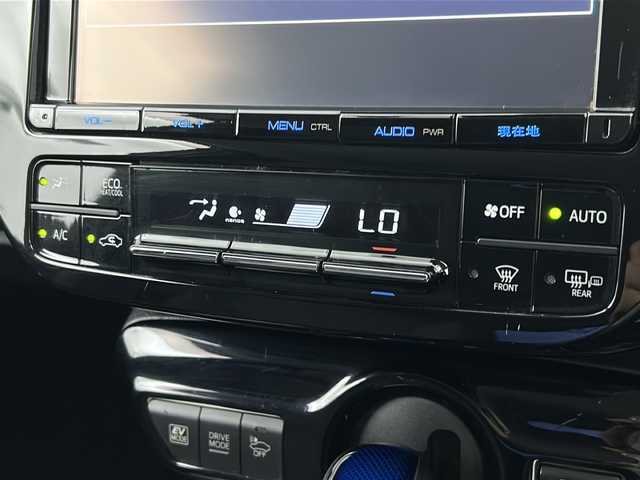 VOL－ VOL＋ MENU CTRL AUDIO PWR 現在地
ECO
HEAT/COOL
LO
nanoe
OFF AUTO
A/C
FRONT
REAR
EV
MODE
DRIVE
MODE
OFF